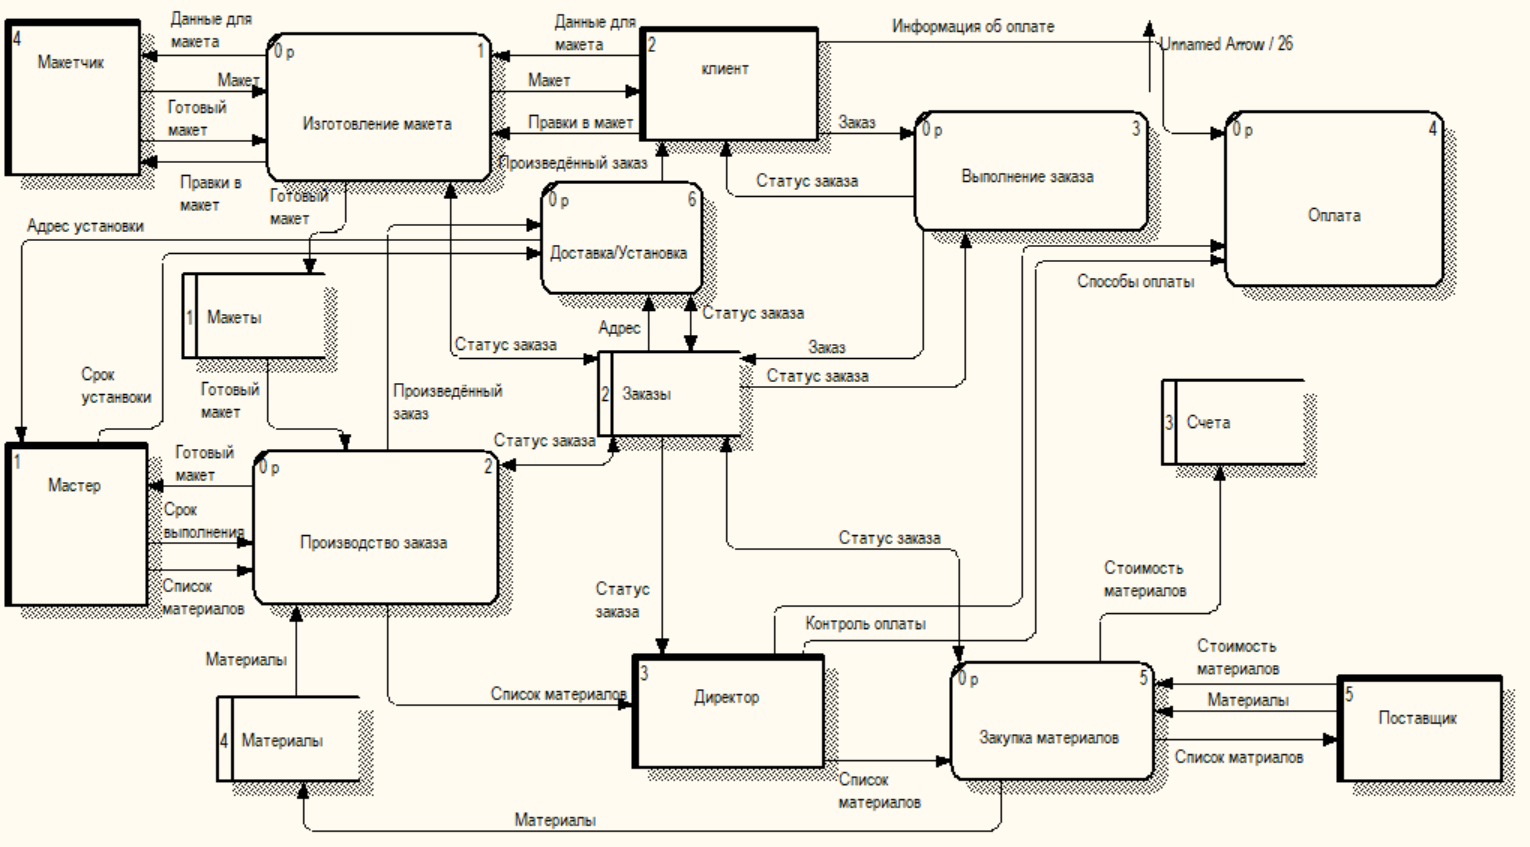 Данные для
макета
Данные для
макета
Информация об оплате
4
Макетчик
0 р
1
2
клиент
Unnamed Arrow / 26
Макет
Макет
Готовый
макет
Изготовление макета
Правки в макет
Заказ
0 р
3
0 р
4
Произведённый заказ
Статус заказа
Выполнение заказа
Правки в
макет
Готовый
макет
0 р
6
Оплата
Адрес установки
Доставка/Установка
Способы оплаты
1
Макеты
Статус заказа
Адрес
Статус заказа
Заказ
Статус заказа
Срок
устанвоки
Готовый
макет
Произведённый
заказ
2
Заказы
3
Счета
Статус заказа
1
Мастер
Готовый
макет
0 р
2
Срок
выполнения
Производство заказа
Статус заказа
Список
материалов
Статус
заказа
Стоимость
материалов
Контроль оплаты
Материалы
Стоимость
материалов
Список материалов
3
Директор
0 р
5
Материалы
5
Поставщик
4
Материалы
Закупка материалов
Список матриалов
Список
материалов
Материалы